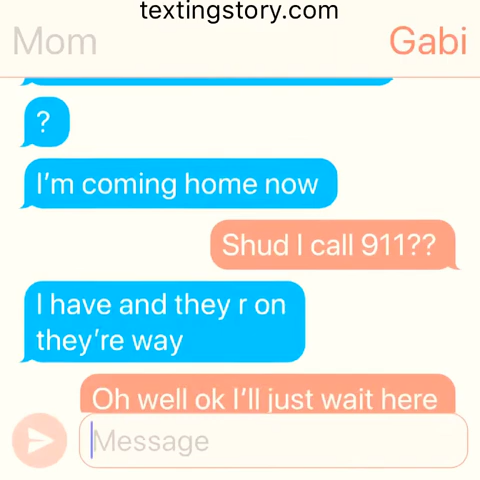 textingstory.com
Mom
Gabi
?
I'm coming home now
Shud I call 911??
I have and they r on
they're way
Oh well ok I'll just wait here
Message